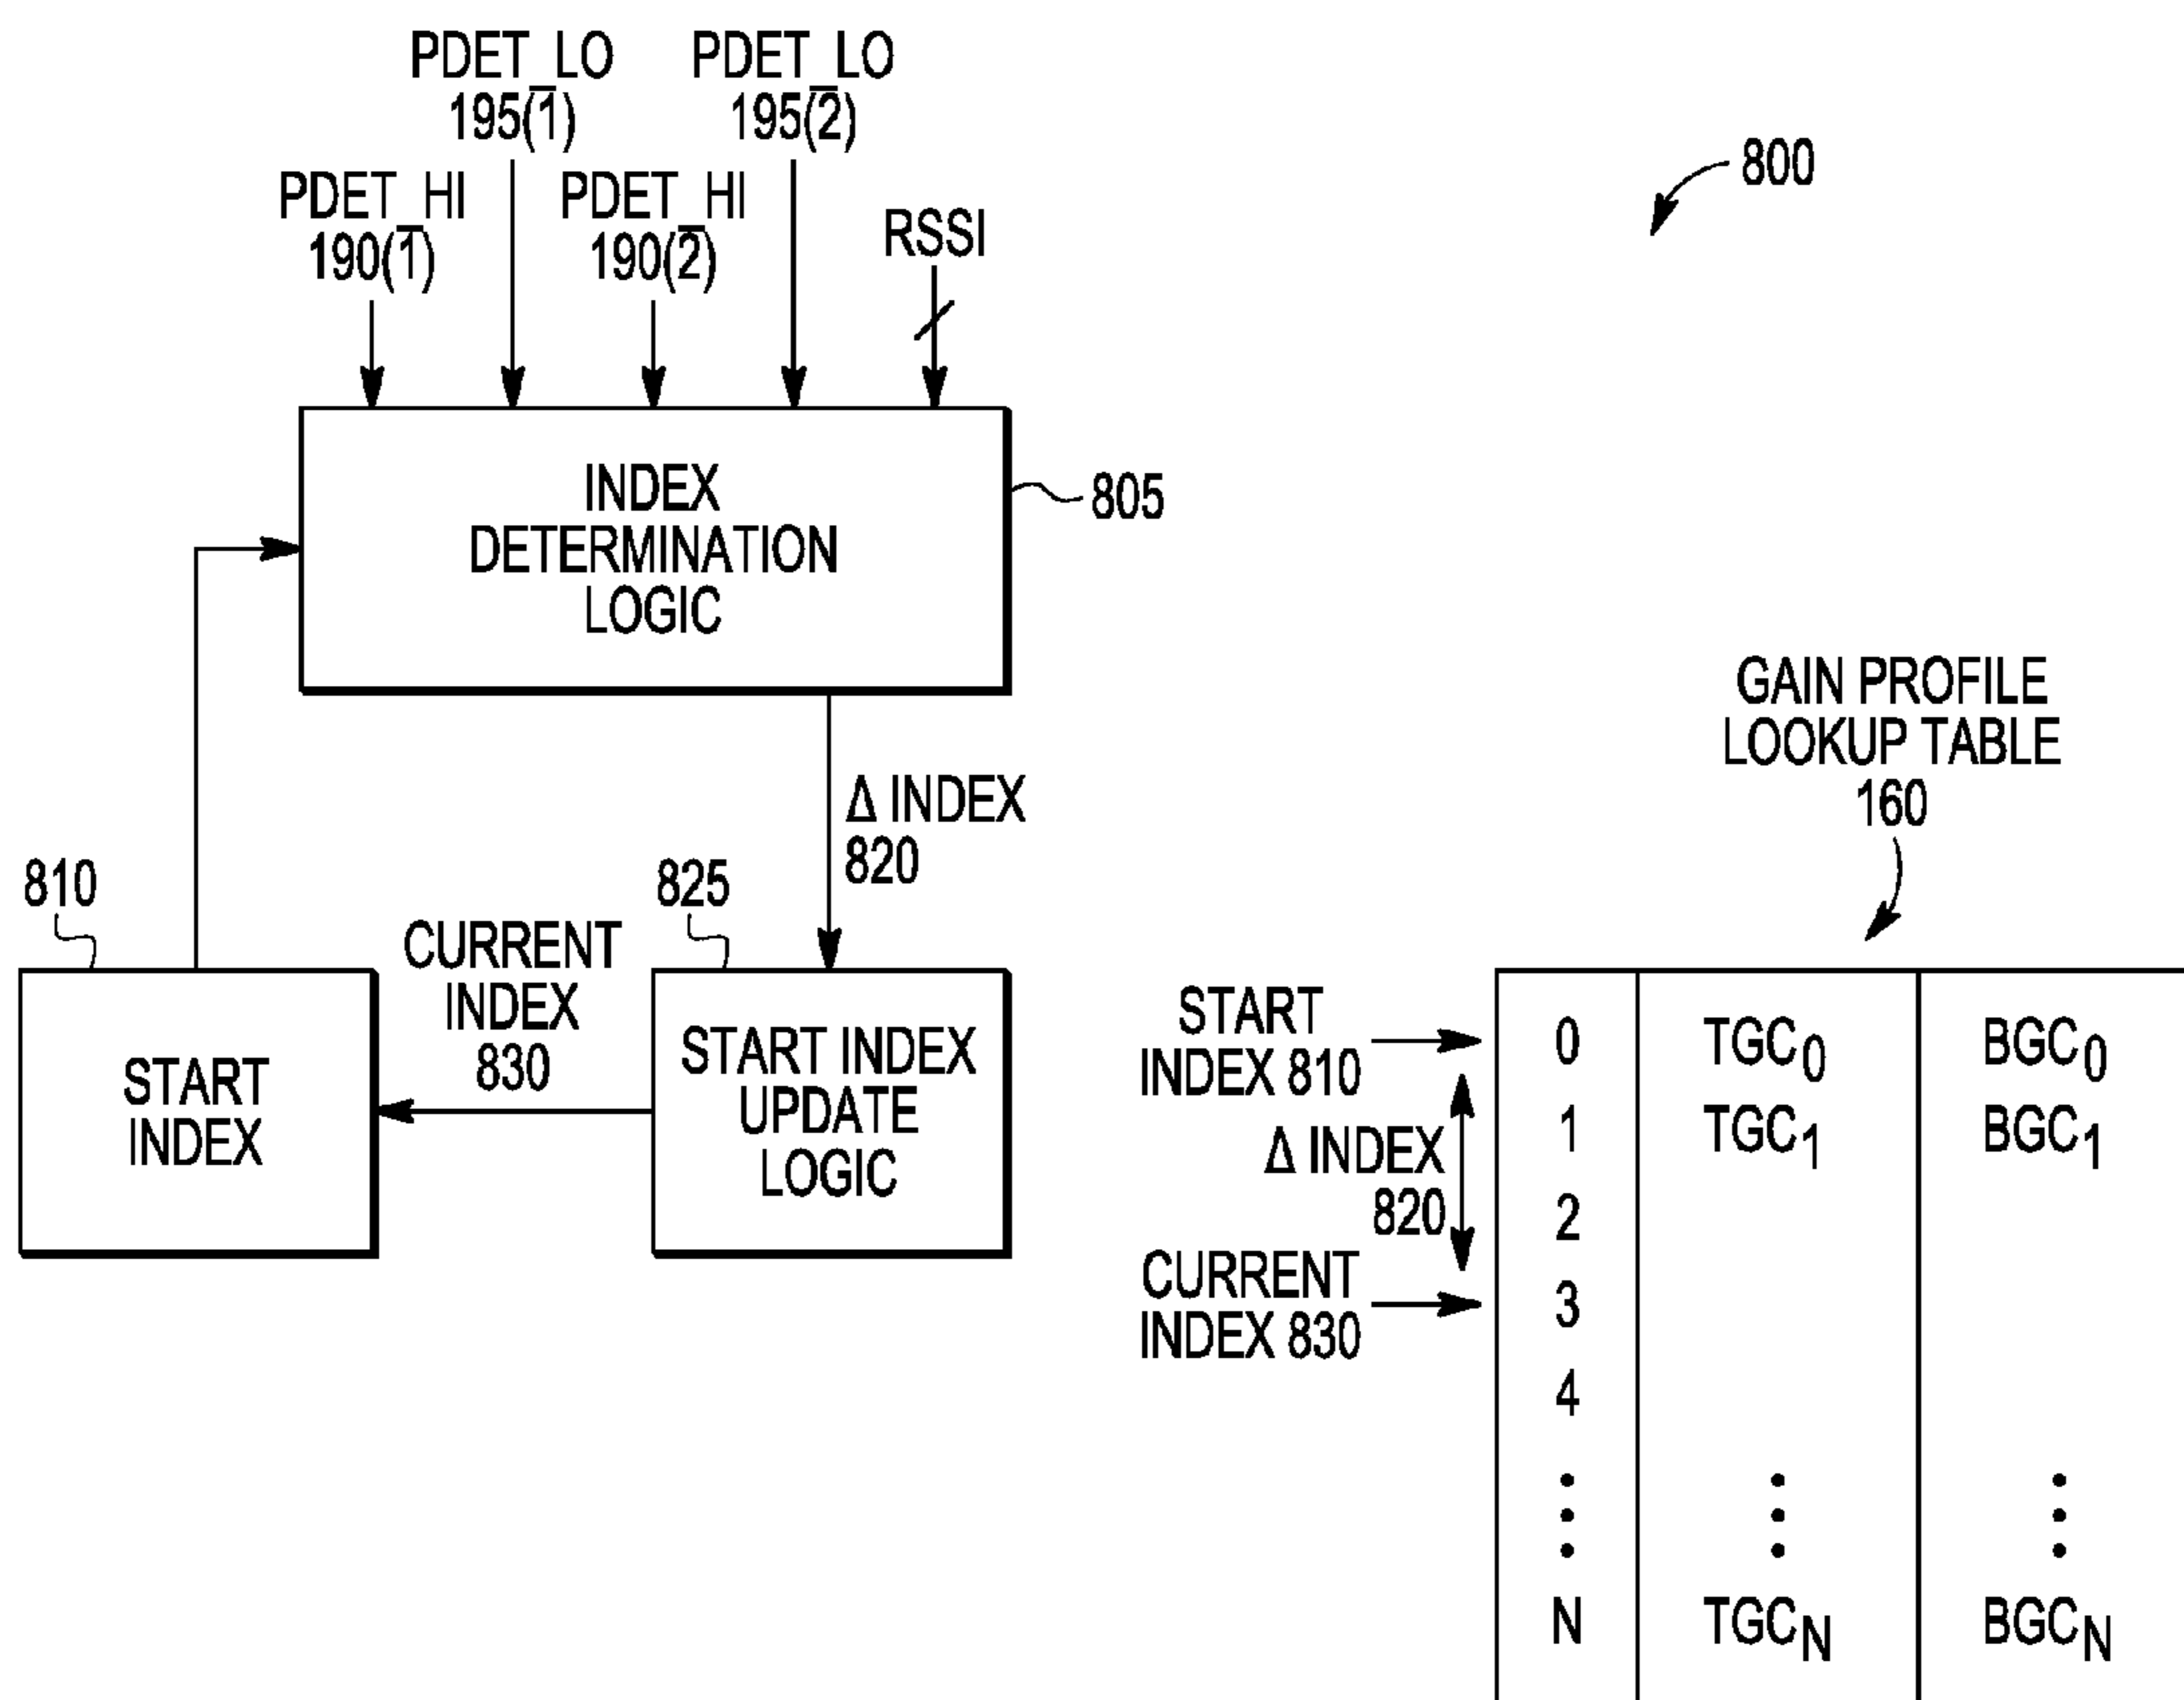 PDET_LO
195(1)
PDET_LO
195(2)
PDET_HI
190(1)
PDET_HI
190(2)
RSSI
800
INDEX
DETERMINATION
LOGIC
805
Δ INDEX
820
810
START
INDEX
CURRENT
INDEX
830
825
START INDEX
UPDATE
LOGIC
GAIN PROFILE
LOOKUP TABLE
160
START
INDEX 810
Δ INDEX
820
CURRENT
INDEX 830
0 TGC0 BGC0
1 TGC1 BGC1
2
3
4
N TGCN BGCN